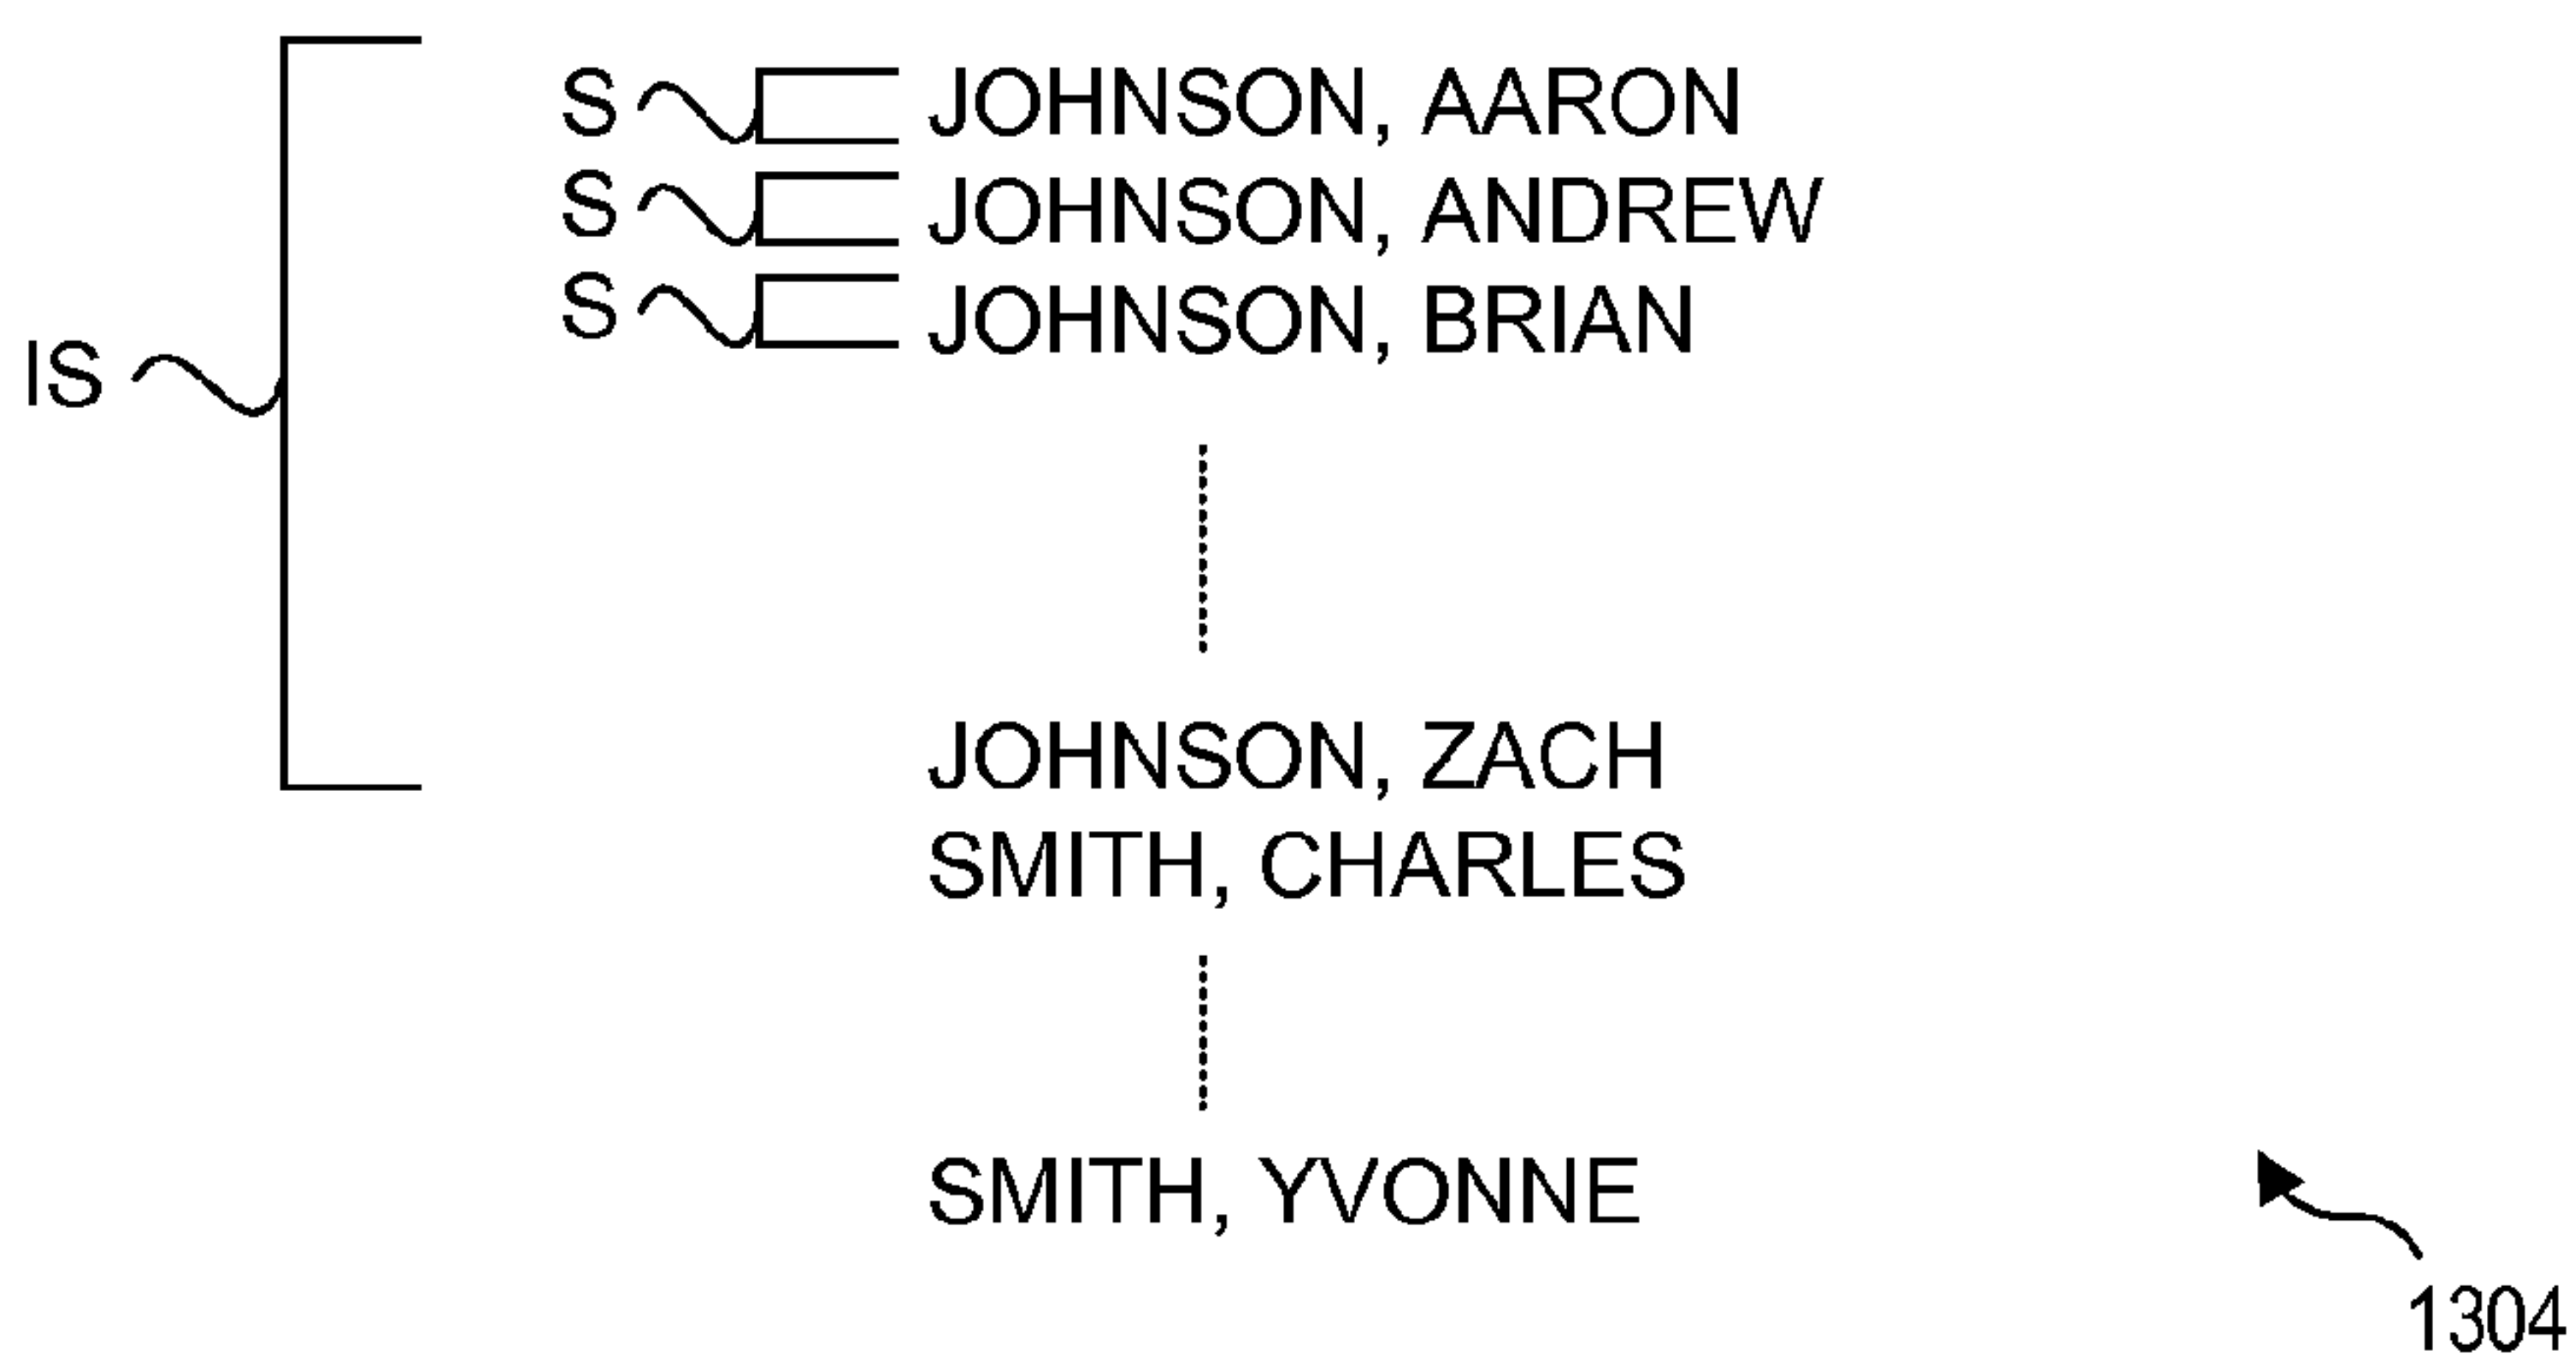 S JOHNSON, AARON
S JOHNSON, ANDREW
S JOHNSON, BRIAN
IS
JOHNSON, ZACH
SMITH, CHARLES
SMITH, YVONNE
1304